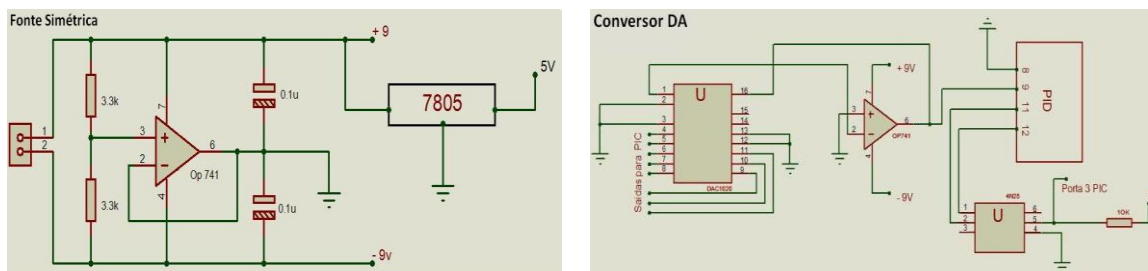 Fonte Simétrica
+ 9
5V
3.3k
7
0.1u
7805
1
2
3
6
2
Op 741
4
3.3k
0.1u
- 9v
Conversor DA
+ 9V
PID
8
9
11
12
U
1
2
3
4
5
6
7
8
16
15
14
13
12
11
10
9
DAC1020
Saídas para PIC
7
3
2
6
OP741
4
- 9V
Porta 3 PIC
4N25
U
1
2
3
6
5
4
10K